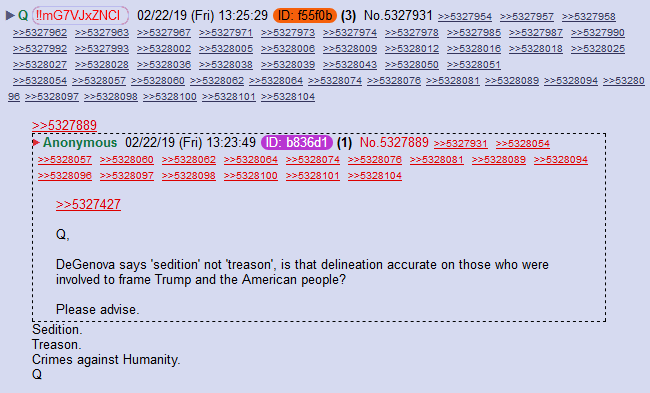 ▶ Q !!mG7VJxZNCI 02/22/19 (Fri) 13:25:29 ID: f55f0b (3) No.5327931 >>5327954 >>5327957 >>5327958
>>5327962 >>5327963 >>5327967 >>5327971 >>5327973 >>5327974 >>5327978 >>5327985 >>5327987 >>5327990
>>5327992 >>5327993 >>5328002 >>5328005 >>5328006 >>5328009 >>5328012 >>5328016 >>5328018 >>5328025
>>5328027 >>5328028 >>5328036 >>5328038 >>5328039 >>5328043 >>5328050 >>5328051
>>5328054 >>5328057 >>5328060 >>5328062 >>5328064 >>5328074 >>5328076 >>5328081 >>5328089 >>5328094 >>53280
96 >>5328097 >>5328098 >>5328100 >>5328101 >>5328104
>>5327889
▶ Anonymous 02/22/19 (Fri) 13:23:49 ID: b836d1 (1) No.5327889 >>5327931 >>5328054
>>5328057 >>5328060 >>5328062 >>5328064 >>5328074 >>5328076 >>5328081 >>5328089 >>5328094
>>5328096 >>5328097 >>5328098 >>5328100 >>5328101 >>5328104
>>5327427
Q,
DeGenova says 'sedition' not 'treason', is that delineation accurate on those who were
involved to frame Trump and the American people?
Please advise.
Sedition.
Treason.
Crimes against Humanity.
Q